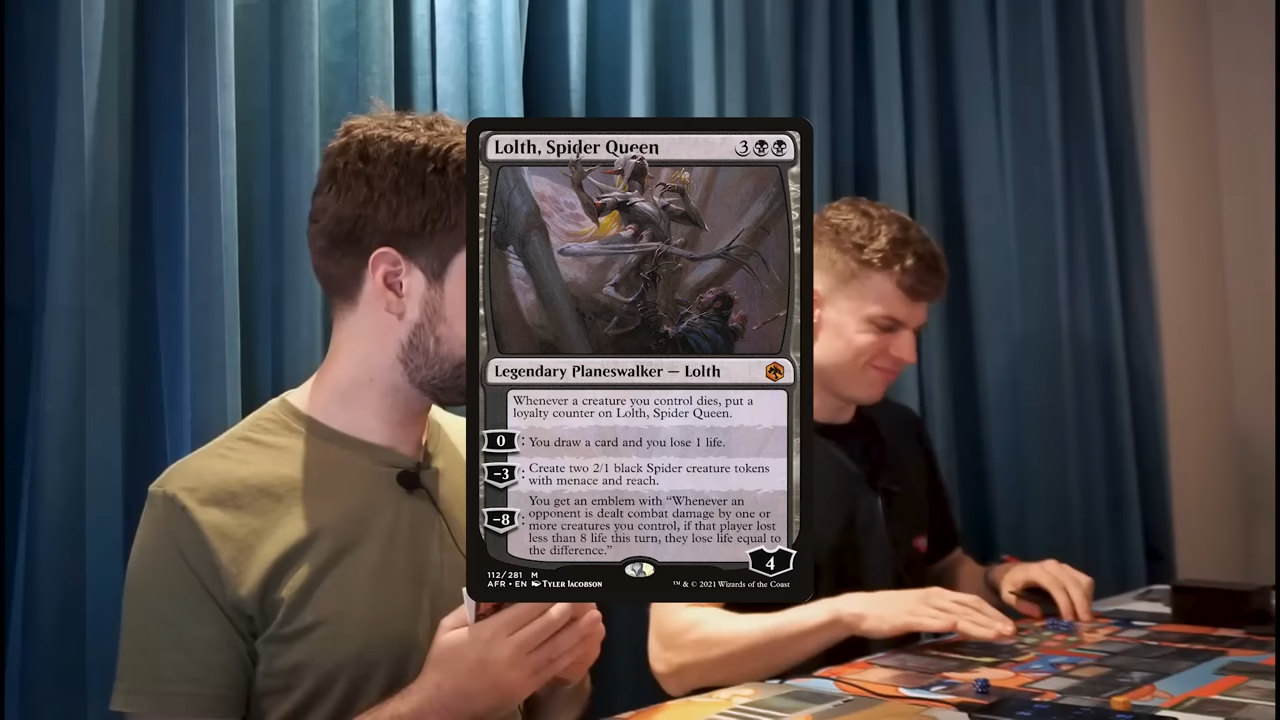 Lolth, Spider Queen 3
Legendary Planeswalker — Lolth
Whenever a creature you control dies, put a
loyalty counter on Lolth, Spider Queen.
0: You draw a card and you lose 1 life.
−3: Create two 2/1 black Spider creature tokens
with menace and reach.
You get an emblem with “Whenever an
opponent is dealt combat damage by one or
−8: more creatures you control, if that player lost
less than 8 life this turn, they lose life equal to
the difference.”
4
112/281 M
AFR • EN Tyler Jacobson ™ & © 2021 Wizards of the Coast